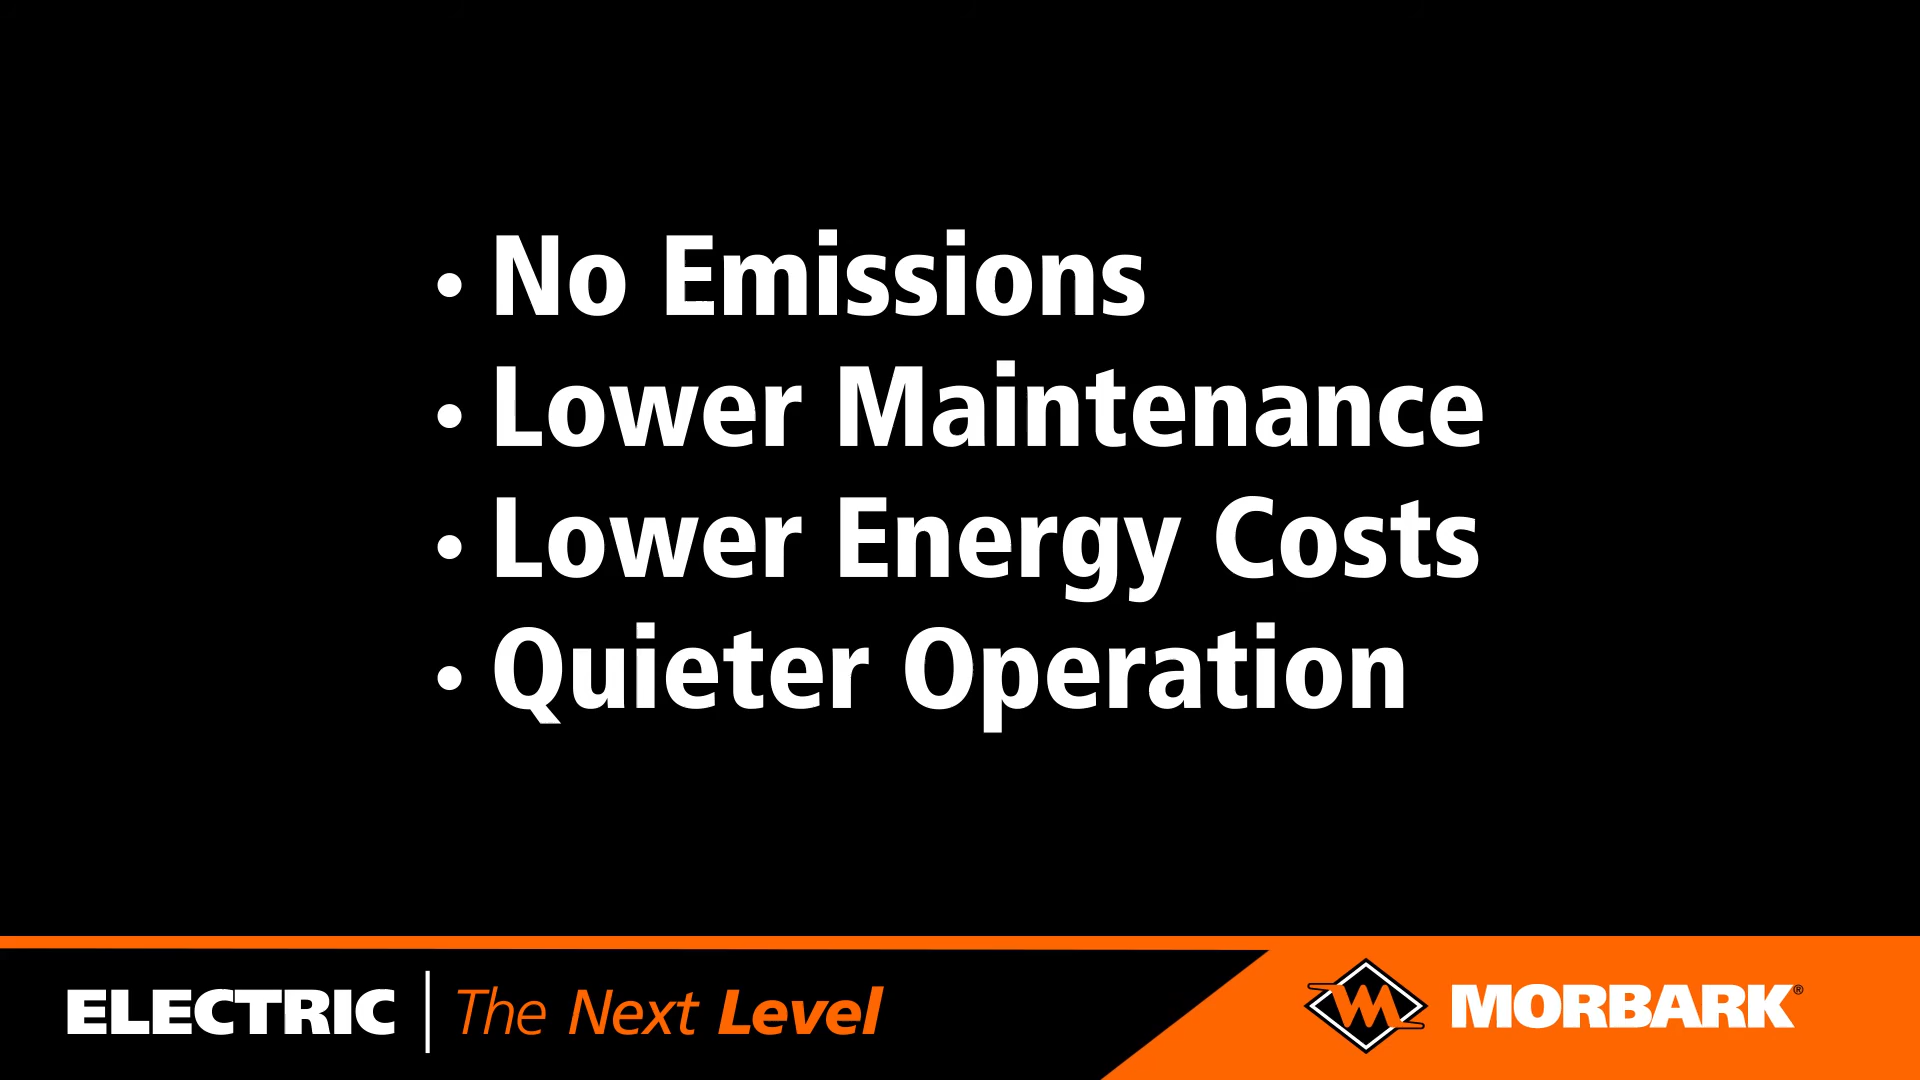 • No Emissions
• Lower Maintenance
• Lower Energy Costs
• Quieter Operation
ELECTRIC | The Next Level
MORBARK®